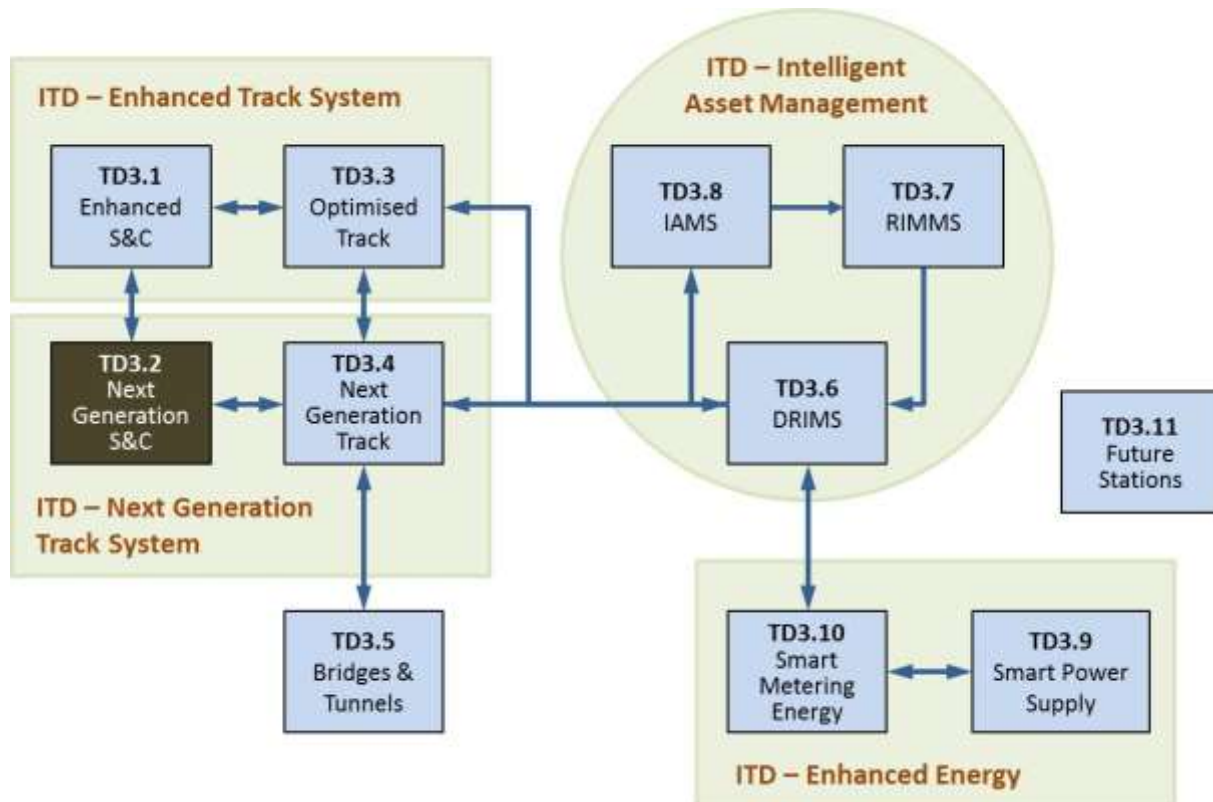 ITD – Enhanced Track System
TD3.1
Enhanced
S&C
TD3.3
Optimised
Track
TD3.2
Next
Generation
S&C
TD3.4
Next
Generation
Track
ITD – Next Generation
Track System
TD3.5
Bridges &
Tunnels
ITD – Intelligent
Asset Management
TD3.8
IAMS
TD3.7
RIMMS
TD3.6
DRIMS
TD3.11
Future
Stations
TD3.10
Smart
Metering
Energy
TD3.9
Smart Power
Supply
ITD – Enhanced Energy